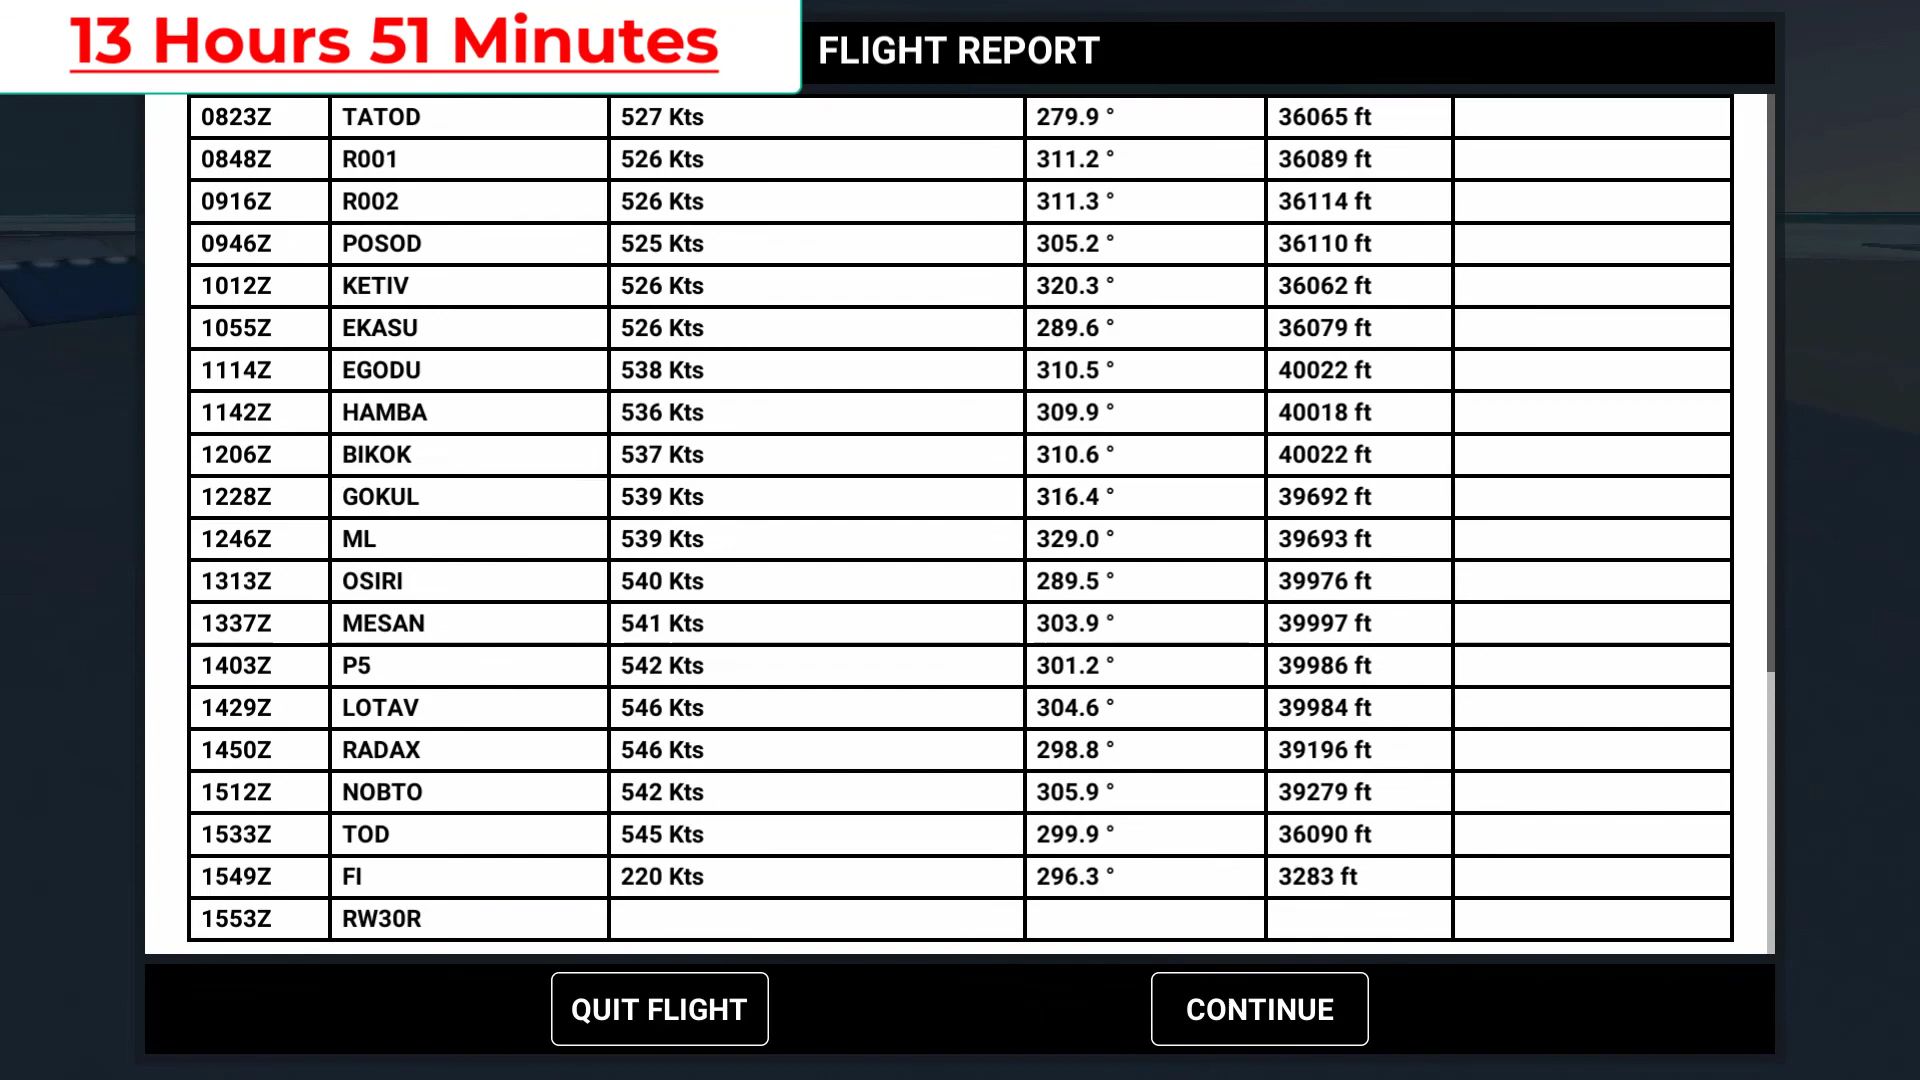 13 Hours 51 Minutes
FLIGHT REPORT
0823Z TATOD 527 Kts 279.9 ° 36065 ft
0848Z R001 526 Kts 311.2 ° 36089 ft
0916Z R002 526 Kts 311.3 ° 36114 ft
0946Z POSOD 525 Kts 305.2 ° 36110 ft
1012Z KETIV 526 Kts 320.3 ° 36062 ft
1055Z EKASU 526 Kts 289.6 ° 36079 ft
1114Z EGODU 538 Kts 310.5 ° 40022 ft
1142Z HAMBA 536 Kts 309.9 ° 40018 ft
1206Z BIKOK 537 Kts 310.6 ° 40022 ft
1228Z GOKUL 539 Kts 316.4 ° 39692 ft
1246Z ML 539 Kts 329.0 ° 39693 ft
1313Z OSIRI 540 Kts 289.5 ° 39976 ft
1337Z MESAN 541 Kts 303.9 ° 39997 ft
1403Z P5 542 Kts 301.2 ° 39986 ft
1429Z LOTAV 546 Kts 304.6 ° 39984 ft
1450Z RADAX 546 Kts 298.8 ° 39196 ft
1512Z NOBTO 542 Kts 305.9 ° 39279 ft
1533Z TOD 545 Kts 299.9 ° 36090 ft
1549Z FI 220 Kts 296.3 ° 3283 ft
1553Z RW30R
QUIT FLIGHT CONTINUE